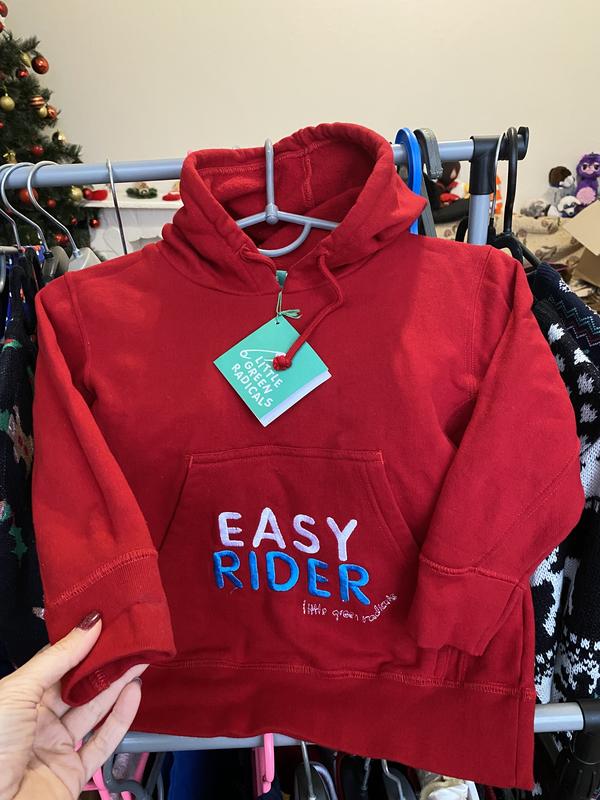 LITTLE
GREEN
RADICALS
EASY
RIDER
little green radicals